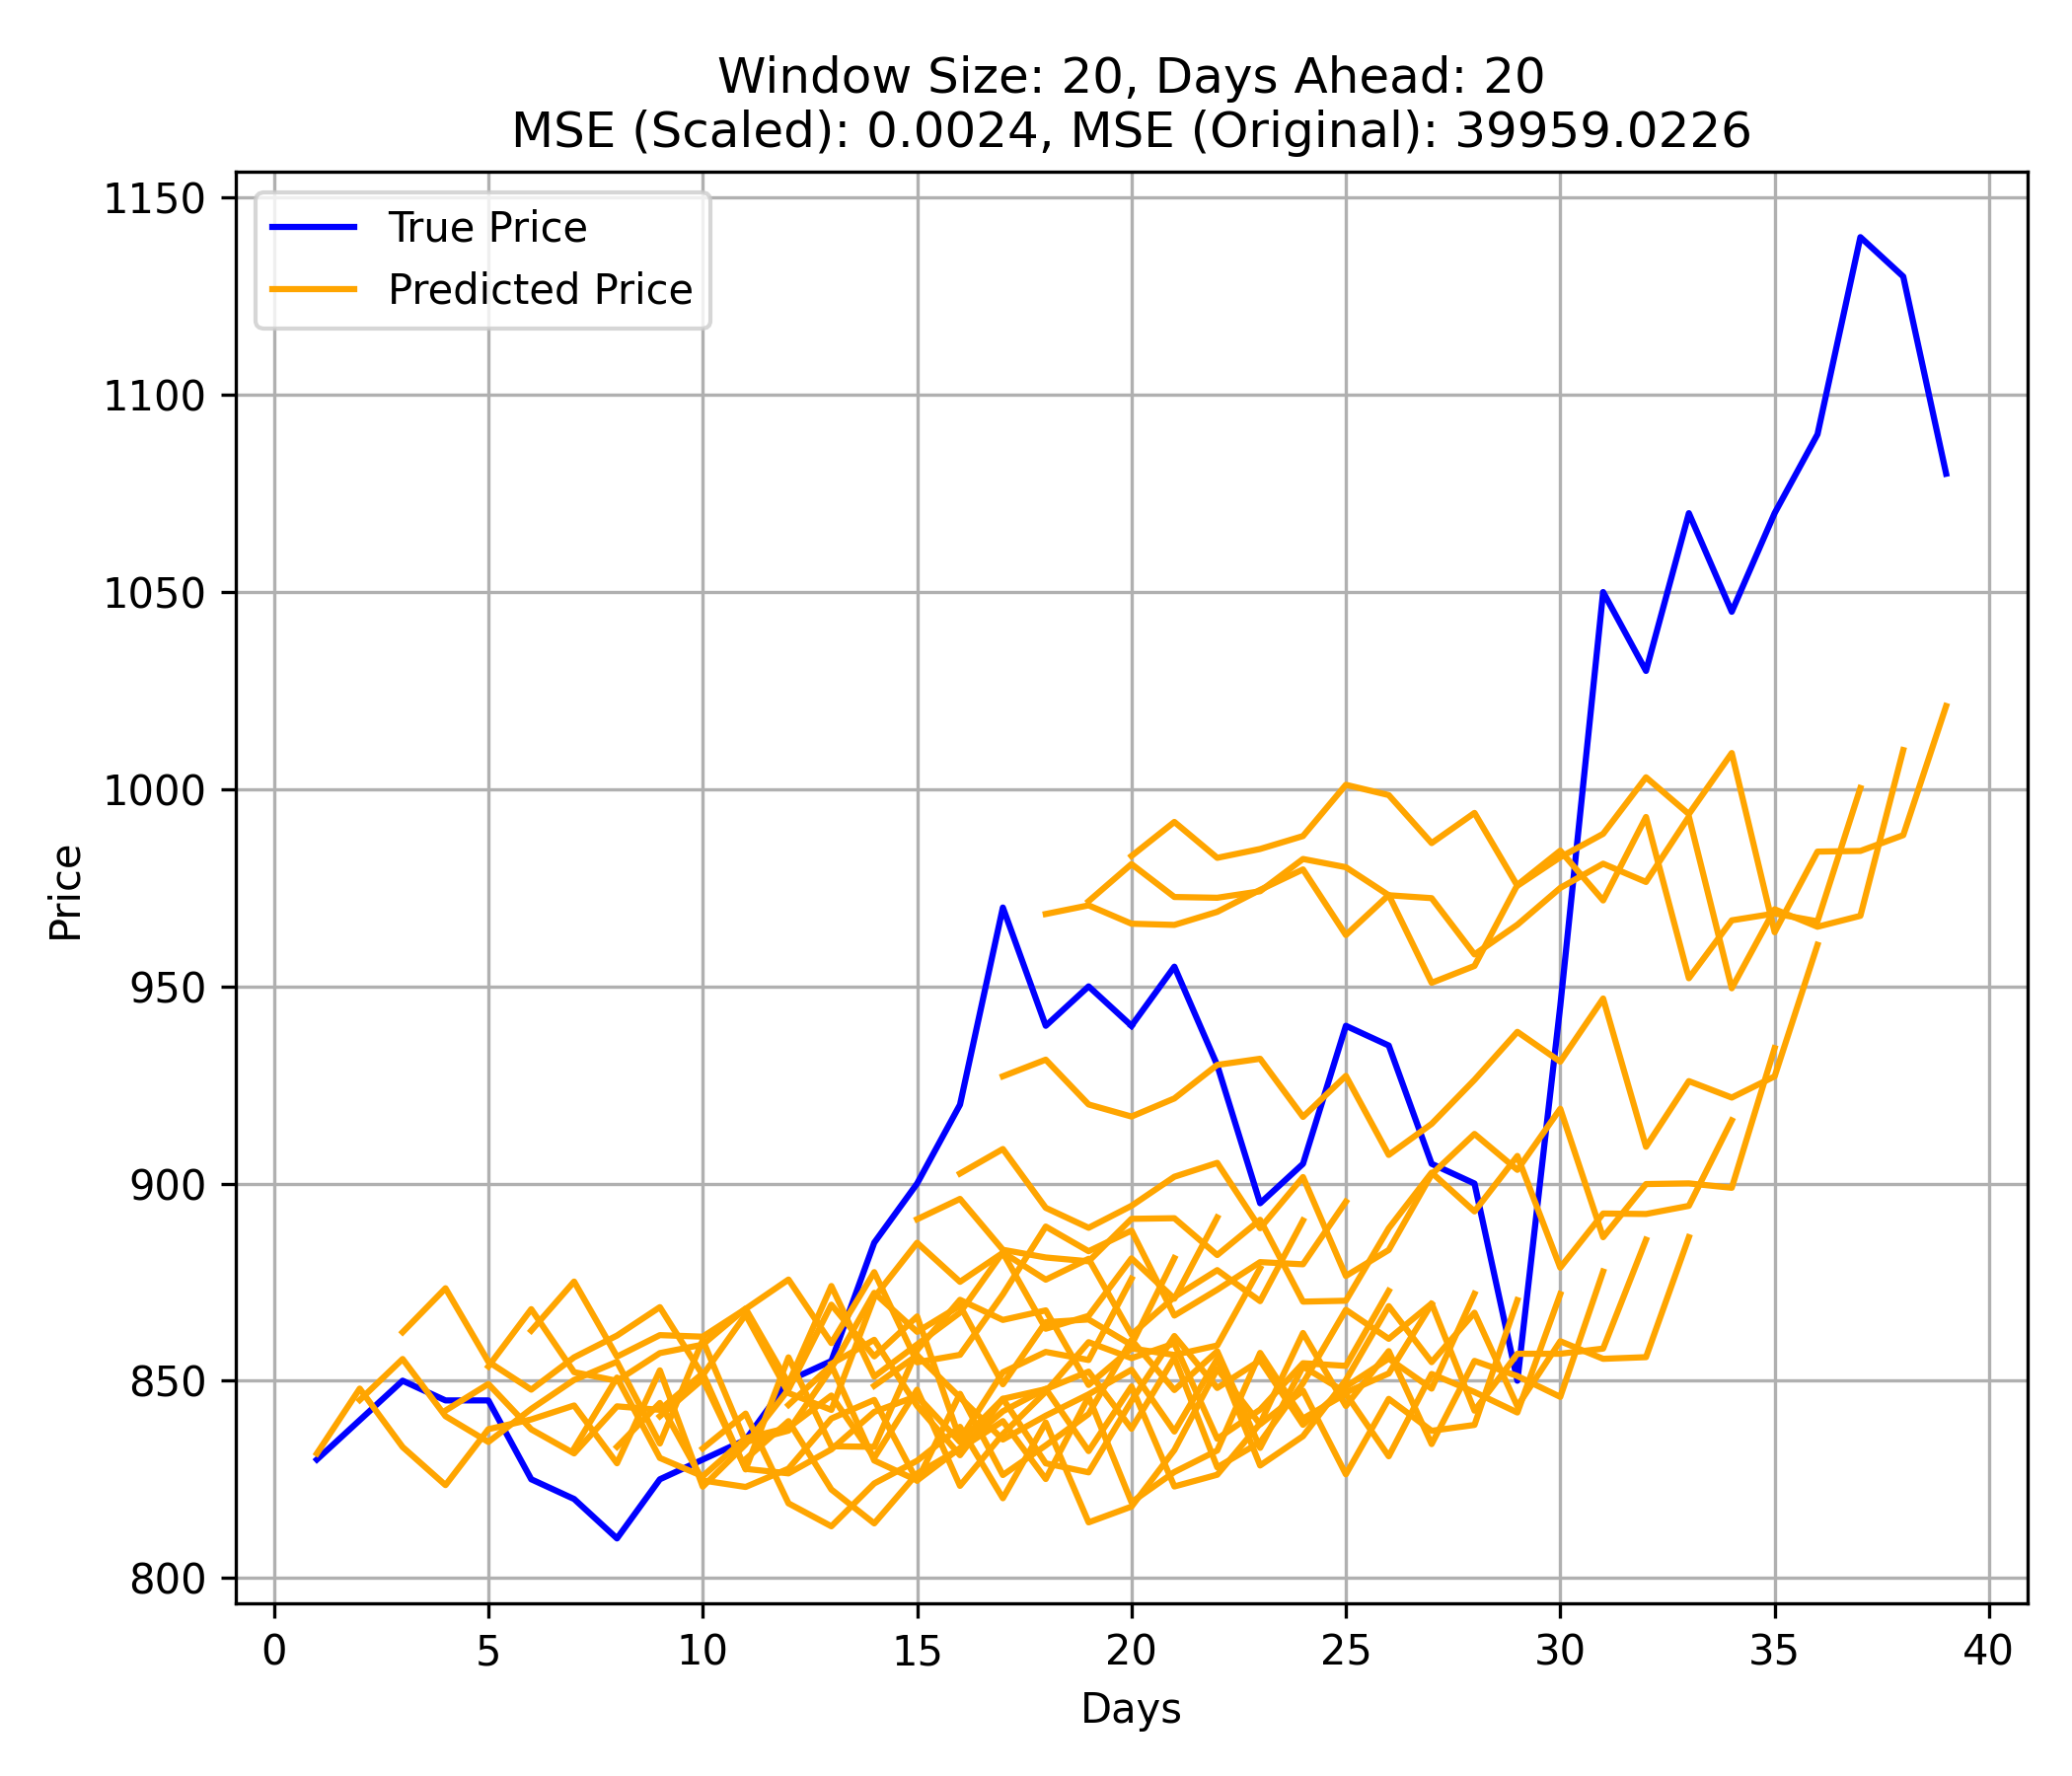 Window Size: 20, Days Ahead: 20
MSE (Scaled): 0.0024, MSE (Original): 39959.0226
True Price
Predicted Price
1150
1100
1050
1000
950
900
850
800
Price
0 5 10 15 20 25 30 35 40
Days